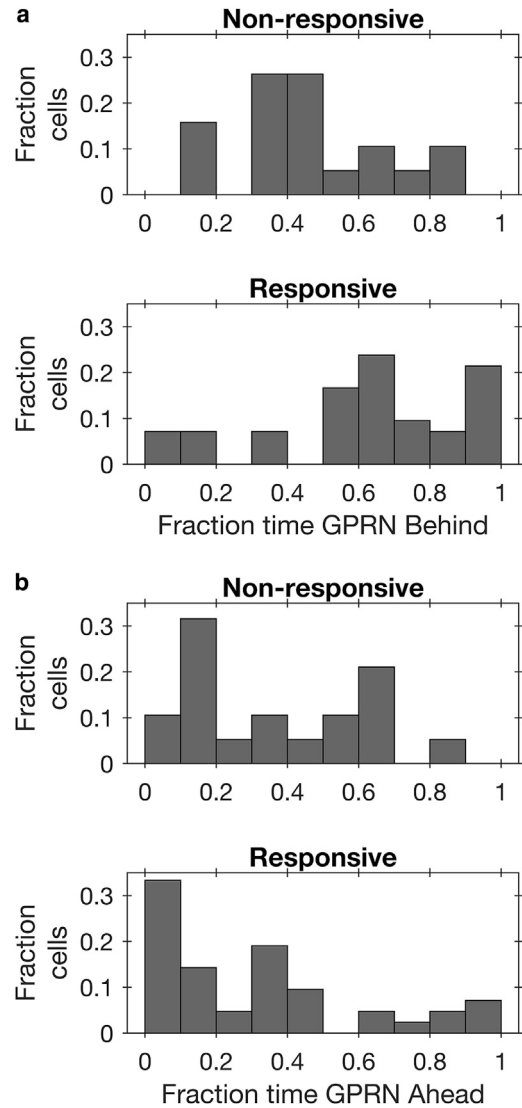 a
Non-responsive
Fraction
cells
0.3
0.2
0.1
0
0 0.2 0.4 0.6 0.8 1
Responsive
Fraction
cells
0.3
0.2
0.1
0
0 0.2 0.4 0.6 0.8 1
Fraction time GPRN Behind
b
Non-responsive
Fraction
cells
0.3
0.2
0.1
0
0 0.2 0.4 0.6 0.8 1
Responsive
Fraction
cells
0.3
0.2
0.1
0
0 0.2 0.4 0.6 0.8 1
Fraction time GPRN Ahead